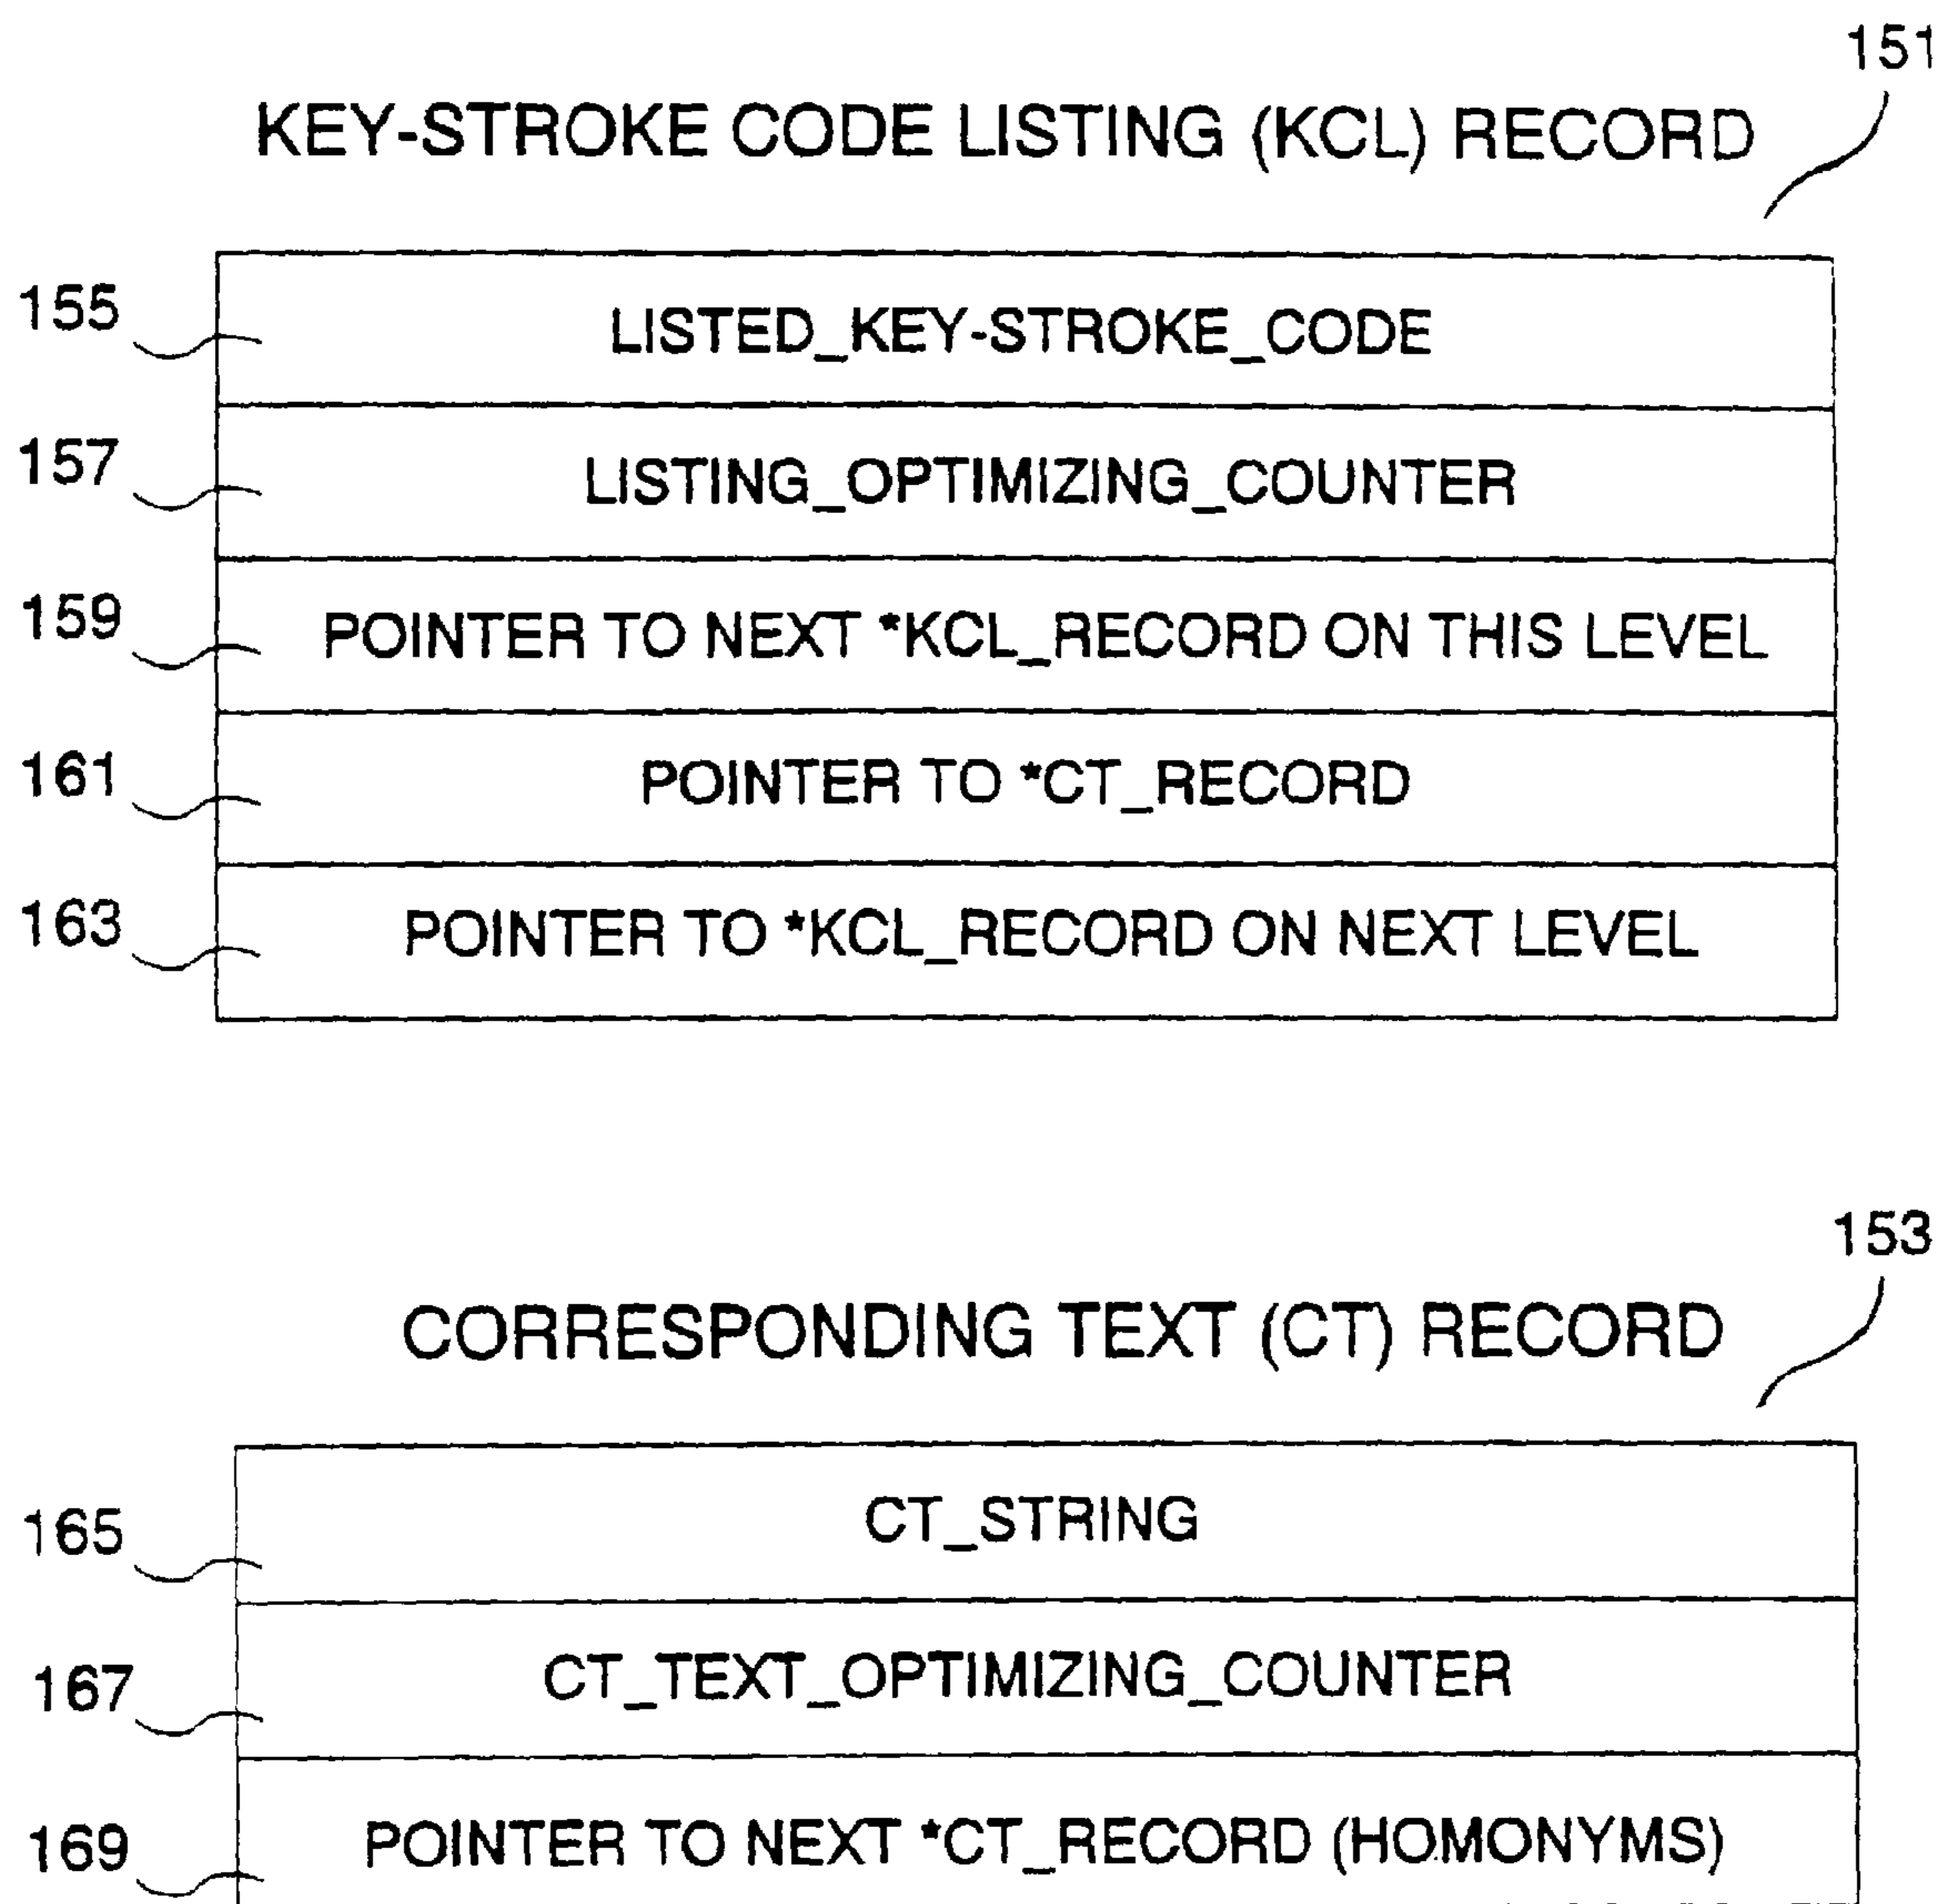 151
KEY-STROKE CODE LISTING (KCL) RECORD
155 LISTED_KEY-STROKE_CODE
157 LISTING_OPTIMIZING_COUNTER
159 POINTER TO NEXT *KCL_RECORD ON THIS LEVEL
161 POINTER TO *CT_RECORD
163 POINTER TO *KCL_RECORD ON NEXT LEVEL
153
CORRESPONDING TEXT (CT) RECORD
165 CT_STRING
167 CT_TEXT_OPTIMIZING_COUNTER
169 POINTER TO NEXT *CT_RECORD (HOMONYMS)